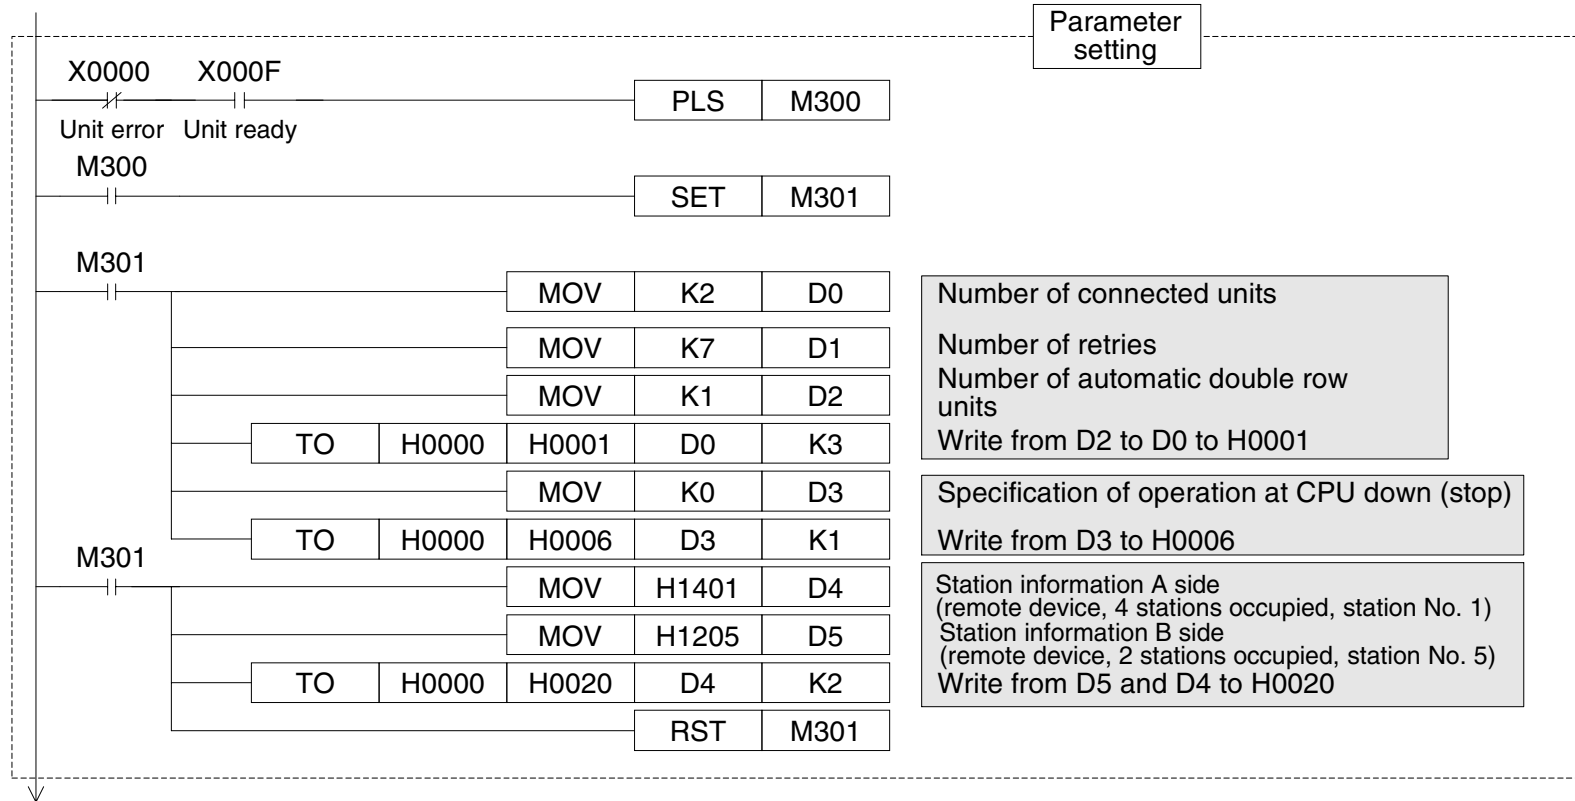 Parameter
setting
X0000 X000F
PLS M300
Unit error Unit ready
M300
SET M301
M301
MOV K2 D0 Number of connected units
MOV K7 D1 Number of retries
MOV K1 D2 Number of automatic double row
units
TO H0000 H0001 D0 K3 Write from D2 to D0 to H0001
MOV K0 D3 Specification of operation at CPU down (stop)
TO H0000 H0006 D3 K1 Write from D3 to H0006
M301
MOV H1401 D4 Station information A side
(remote device, 4 stations occupied, station No. 1)
MOV H1205 D5 Station information B side
(remote device, 2 stations occupied, station No. 5)
TO H0000 H0020 D4 K2 Write from D5 and D4 to H0020
RST M301